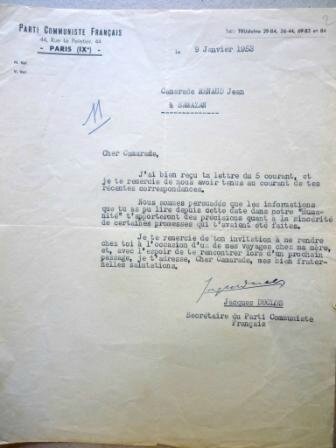 PARTI COMMUNISTE FRANÇAIS
44, Rue Le Peletier, 44
- PARIS (IXe) -
N. Réf.
V. Réf.
le 9 Janvier 1953
Camarade RENAUD Jean
à SAMAZAN
11
Cher Camarade,
J'ai bien reçu ta lettre du 5 courant, et
je te remercie de nous avoir tenus au courant de tes
récentes correspondances.
Nous sommes persuadés que les informations
que tu as pu lire depuis cette date dans notre "Huma-
nité" t'apporteront des précisions quant à la sincérité
de certaines promesses qui t'avaient été faites.
Je te remercie de ton invitation à me rendre
chez toi à l'occasion d'un de mes voyages chez ma mère,
et, avec l'espoir de te rencontrer lors d'un prochain
passage, je t'adresse, Cher Camarade, mes bien frater-
nelles salutations.
Jacques DUCLOS
Secrétaire du Parti Communiste
Français